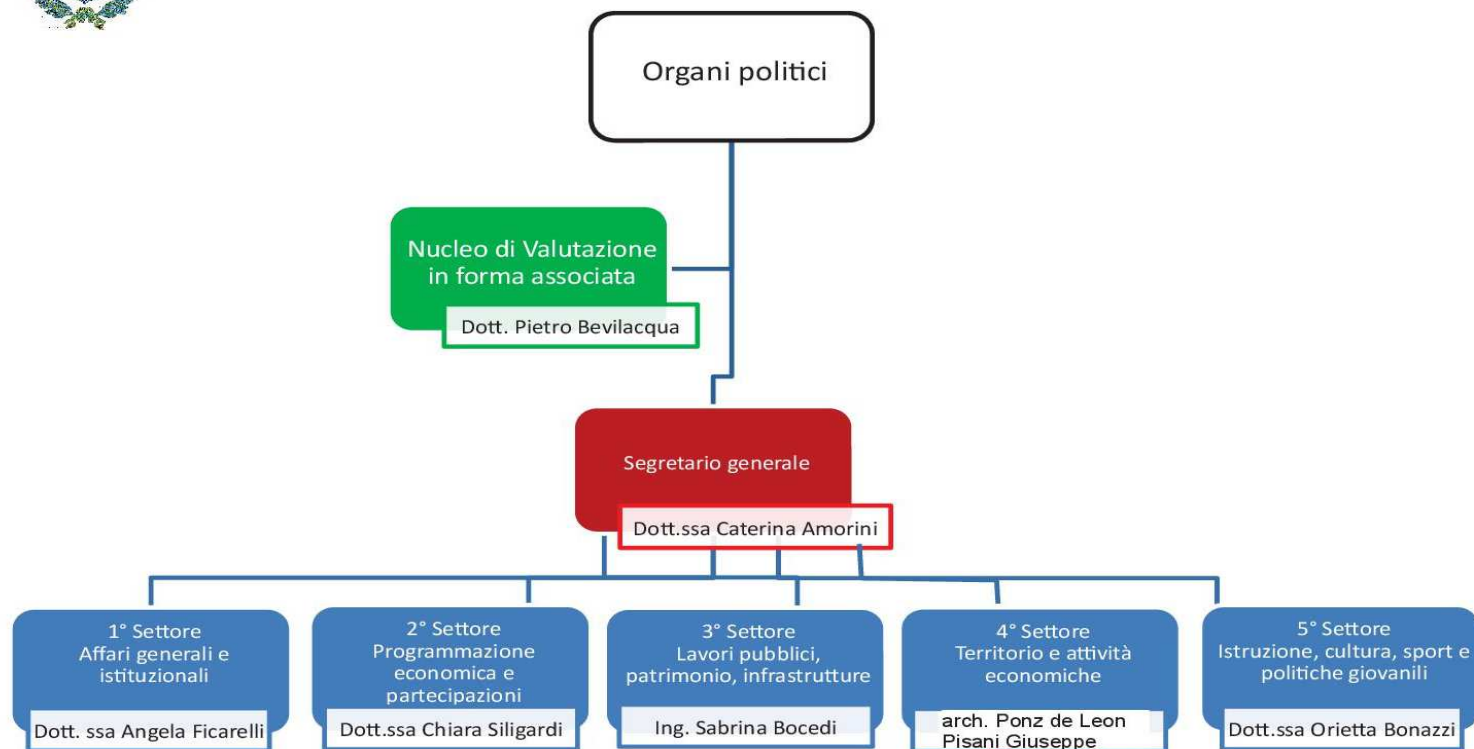 Organi politici
Nucleo di Valutazione
in forma associata
Dott. Pietro Bevilacqua
Segretario generale
Dott.ssa Caterina Amorini
1° Settore
Affari generali e
istituzionali
Dott. ssa Angela Ficarelli
2° Settore
Programmazione
economica e
partecipazioni
Dott.ssa Chiara Siligardi
3° Settore
Lavori pubblici,
patrimonio, infrastrutture
Ing. Sabrina Bocedi
4° Settore
Territorio e attività
economiche
arch. Ponz de Leon
Pisani Giuseppe
5° Settore
Istruzione, cultura, sport e
politiche giovanili
Dott.ssa Orietta Bonazzi